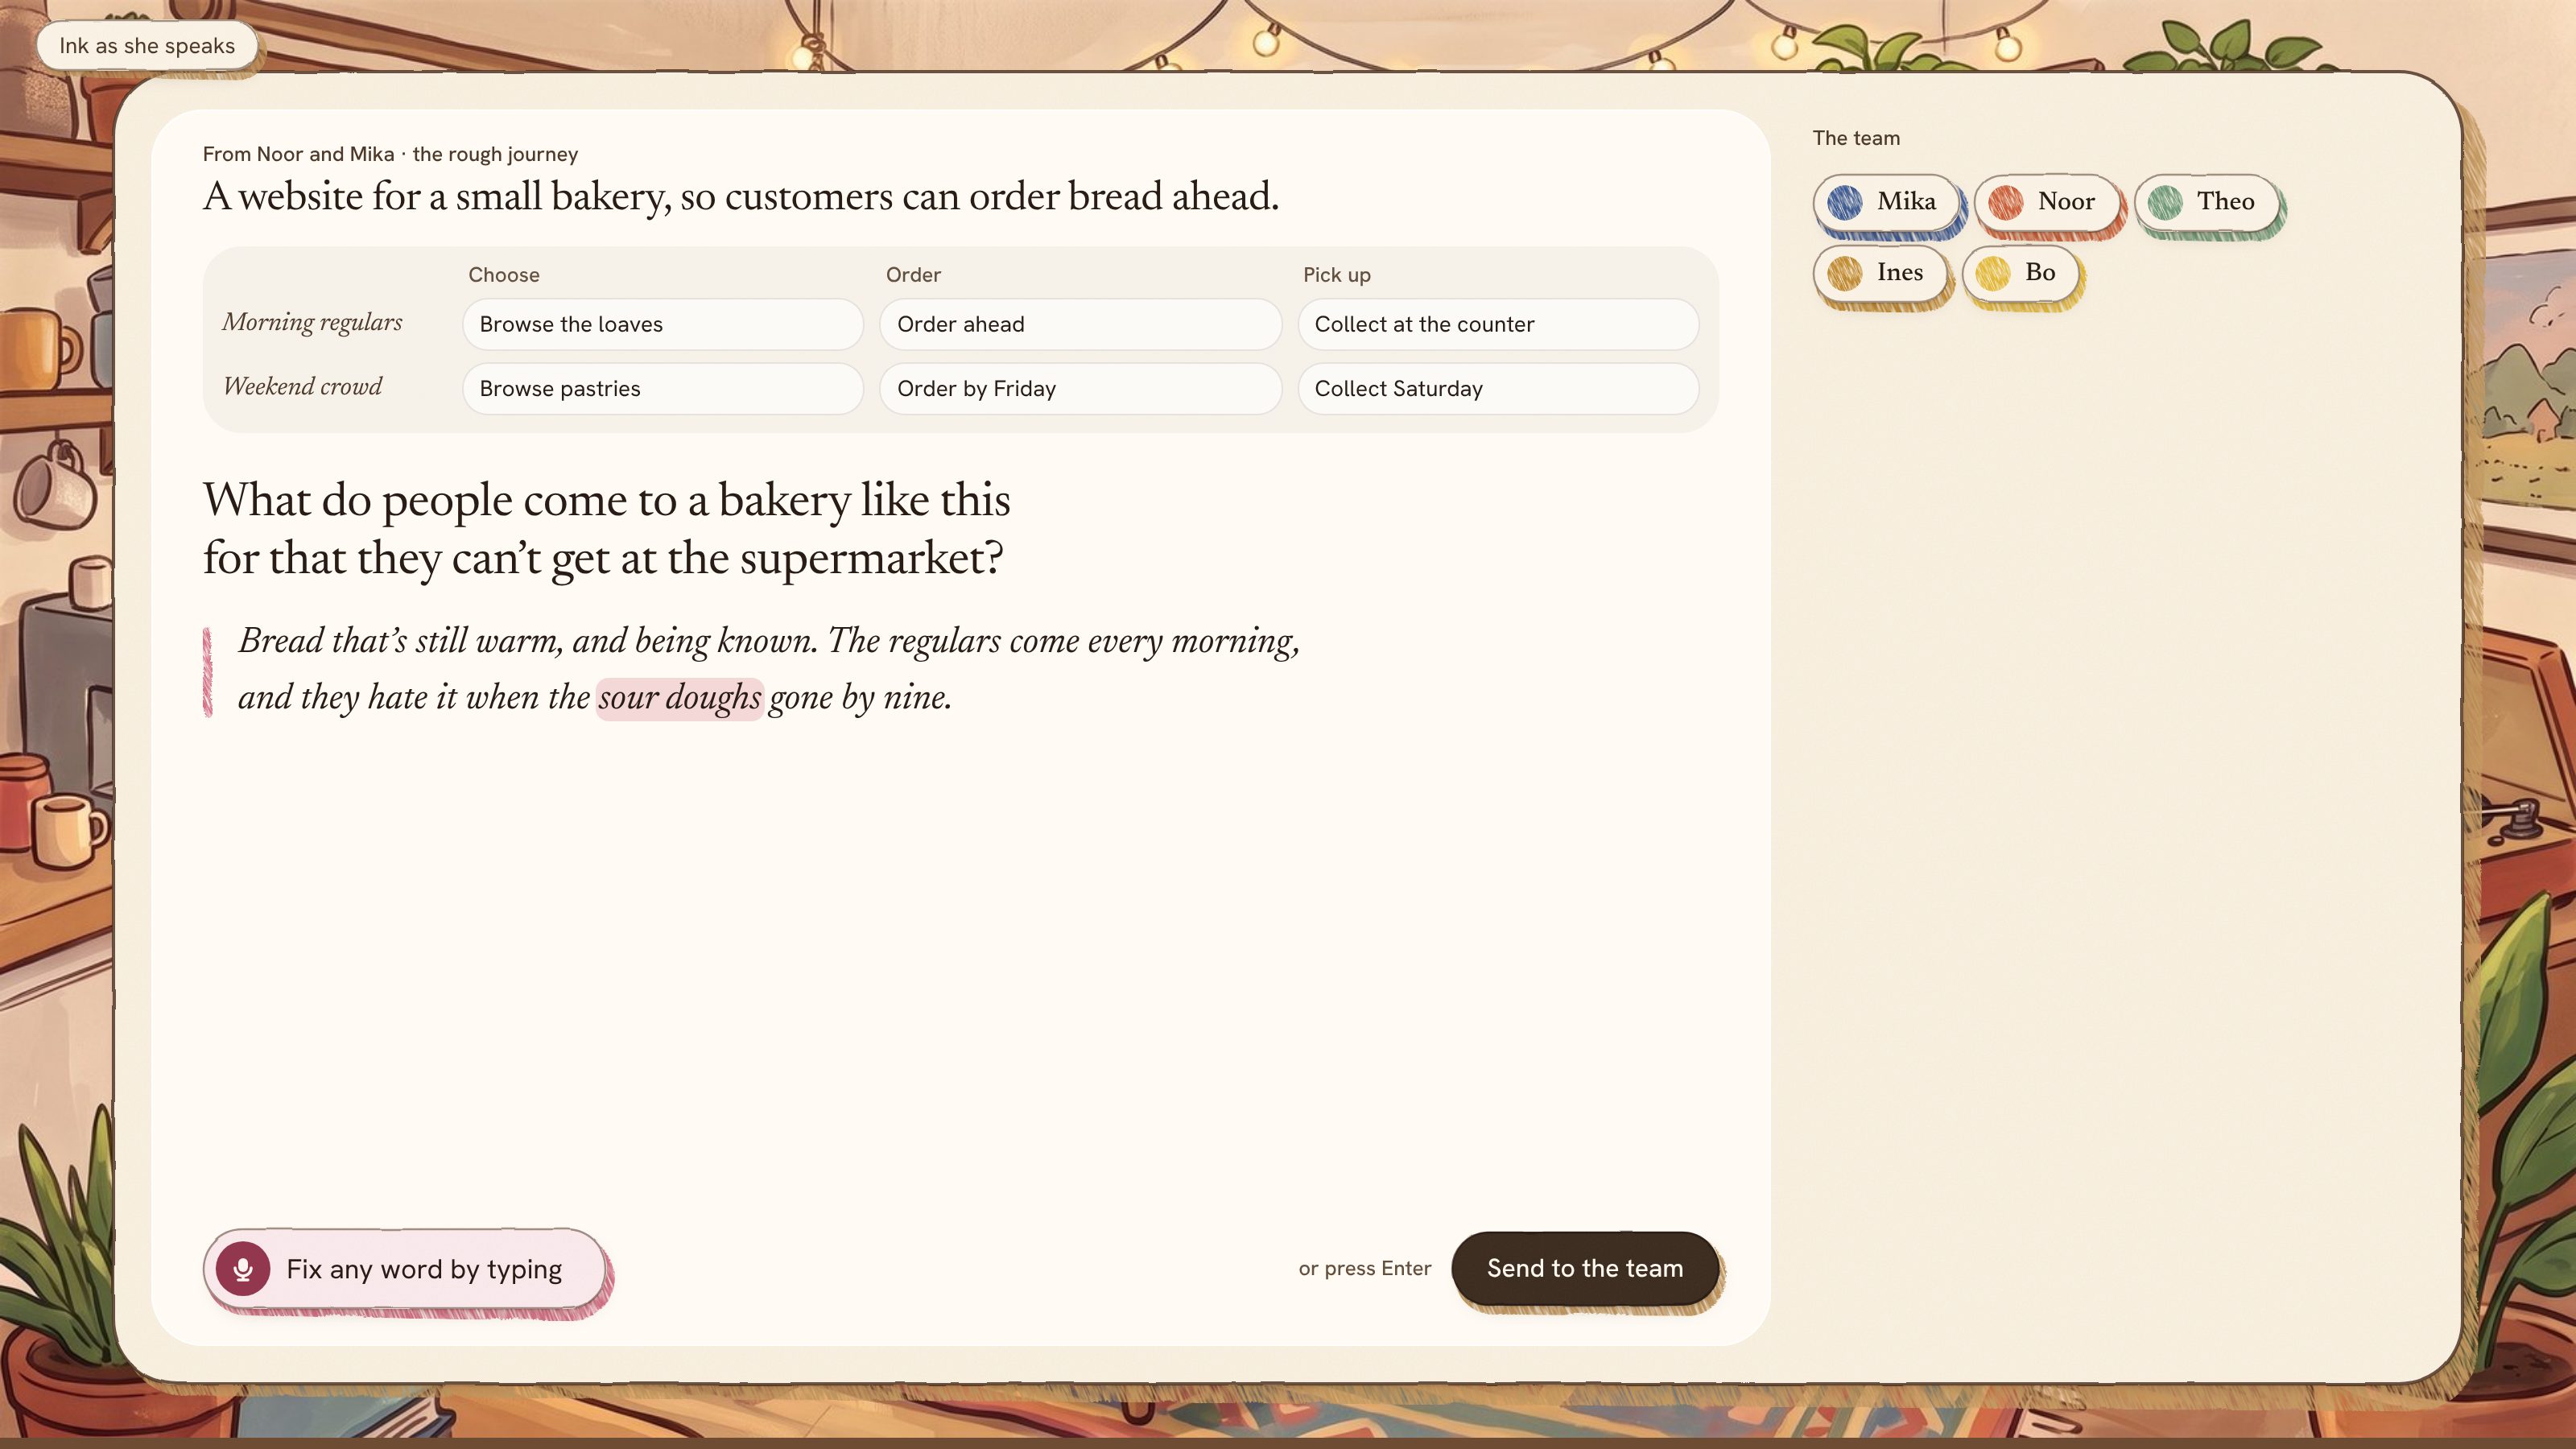 Ink as she speaks
From Noor and Mika · the rough journey
A website for a small bakery, so customers can order bread ahead.
Choose Order Pick up
Morning regulars Browse the loaves Order ahead Collect at the counter
Weekend crowd Browse pastries Order by Friday Collect Saturday
What do people come to a bakery like this
for that they can’t get at the supermarket?
Bread that’s still warm, and being known. The regulars come every morning,
and they hate it when the sour doughs gone by nine.
Fix any word by typing
or press Enter Send to the team
The team
Mika Noor Theo
Ines Bo